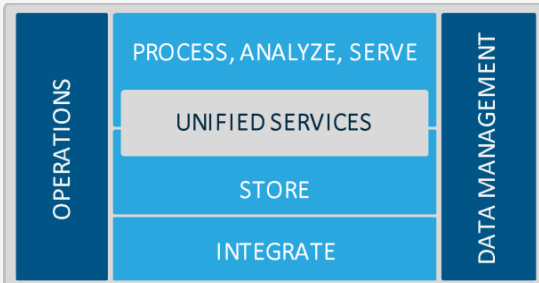 OPERATIONS
PROCESS, ANALYZE, SERVE
UNIFIED SERVICES
STORE
INTEGRATE
DATA MANAGEMENT